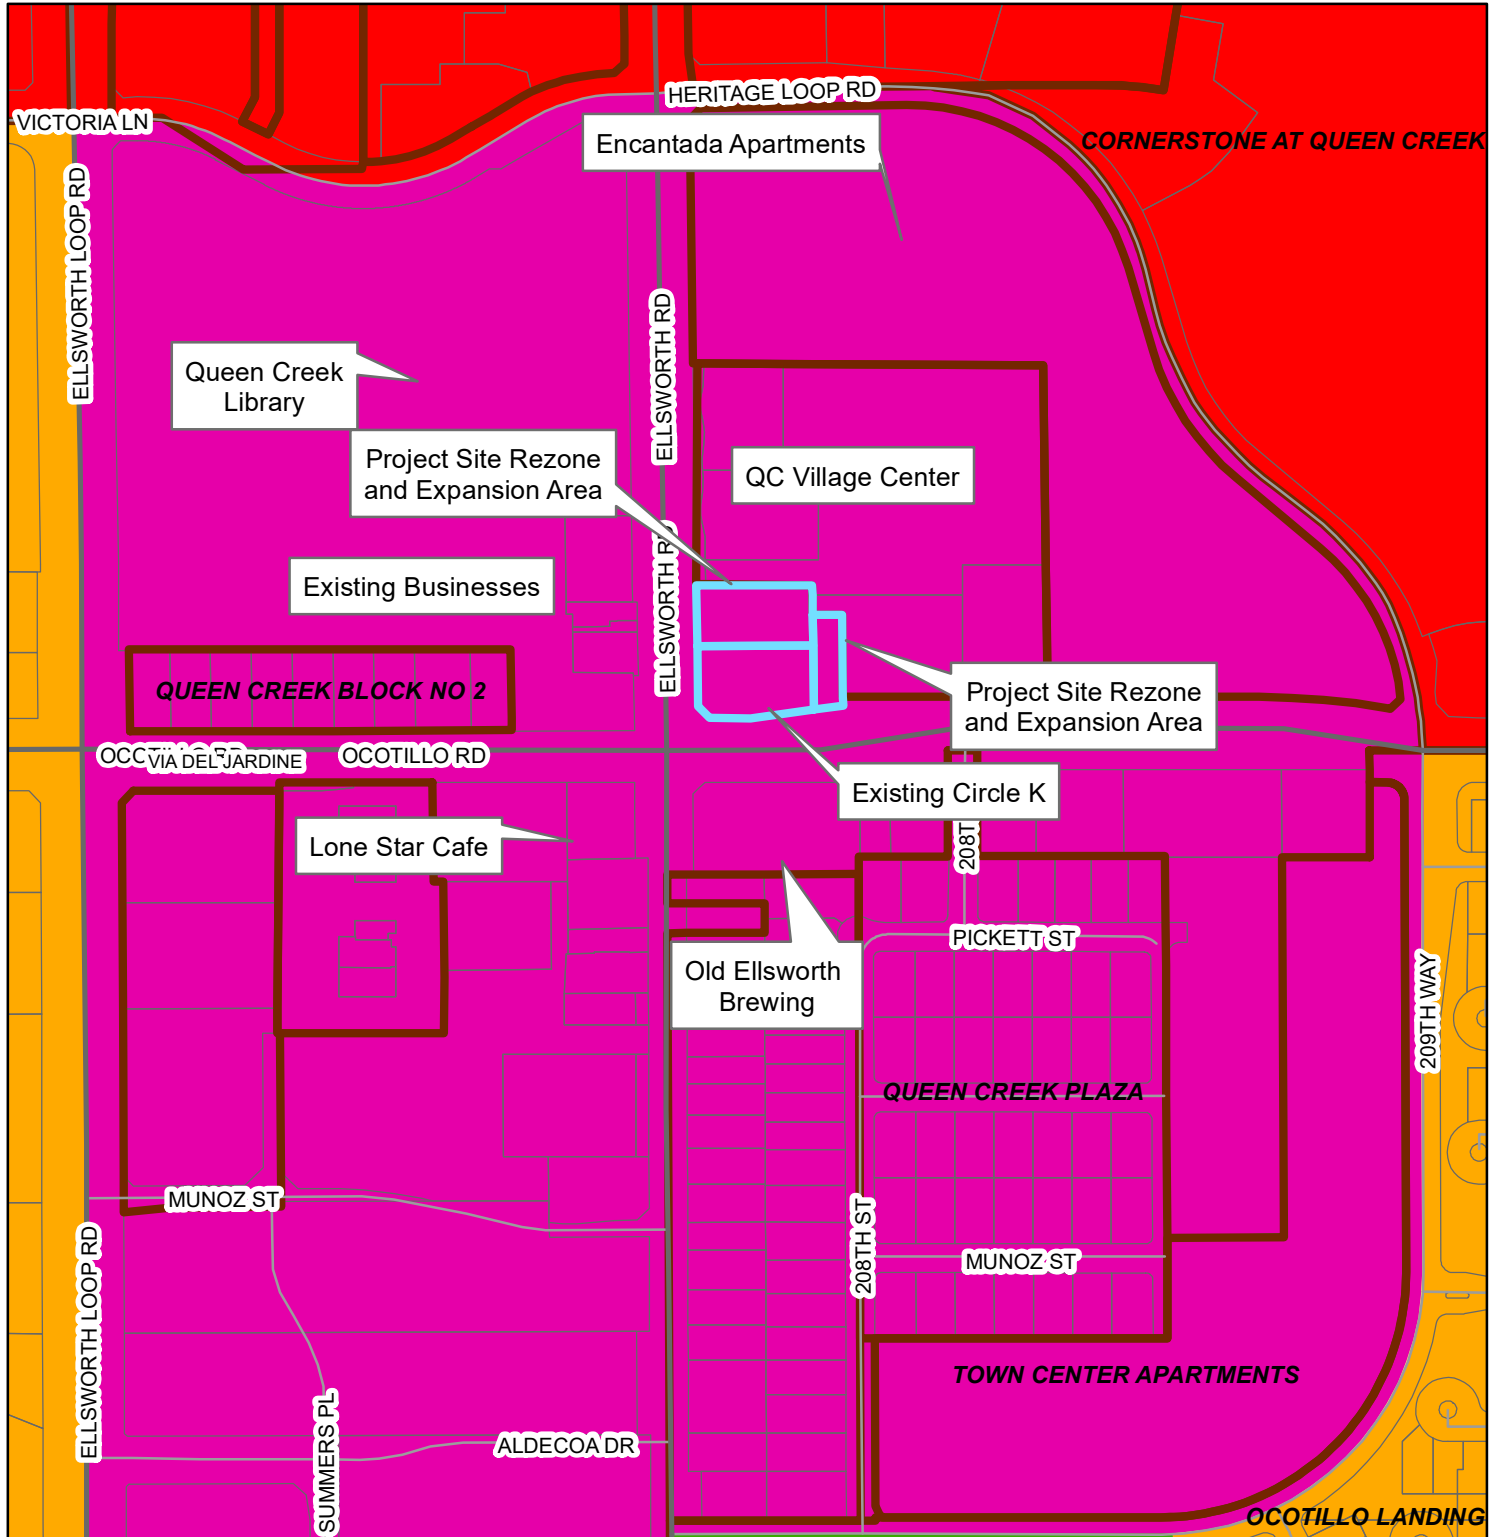 HERITAGE LOOP RD
VICTORIA LN
Encantada Apartments
CORNERSTONE AT QUEEN CREEK
ELLSWORTH LOOP RD
ELLSWORTH RD
Queen Creek
Library
Project Site Rezone
and Expansion Area
QC Village Center
Existing Businesses
ELLSWORTH RD
QUEEN CREEK BLOCK NO 2
Project Site Rezone
and Expansion Area
VIA DEL JARDINE
OCOTILLO RD
Existing Circle K
Lone Star Cafe
208T
PICKETT ST
Old Ellsworth
Brewing
209TH WAY
QUEEN CREEK PLAZA
MUNOZ ST
208TH ST
MUNOZ ST
ELLSWORTH LOOP RD
TOWN CENTER APARTMENTS
SUMMERS PL
ALDECOA DR
OCOTILLO LANDING